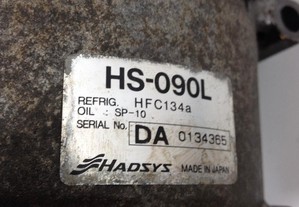 HS-090L
REFRIG. HFC134a
OIL : SP-10
SERIAL No. DA 0134365
HADSYS MADE IN JAPAN